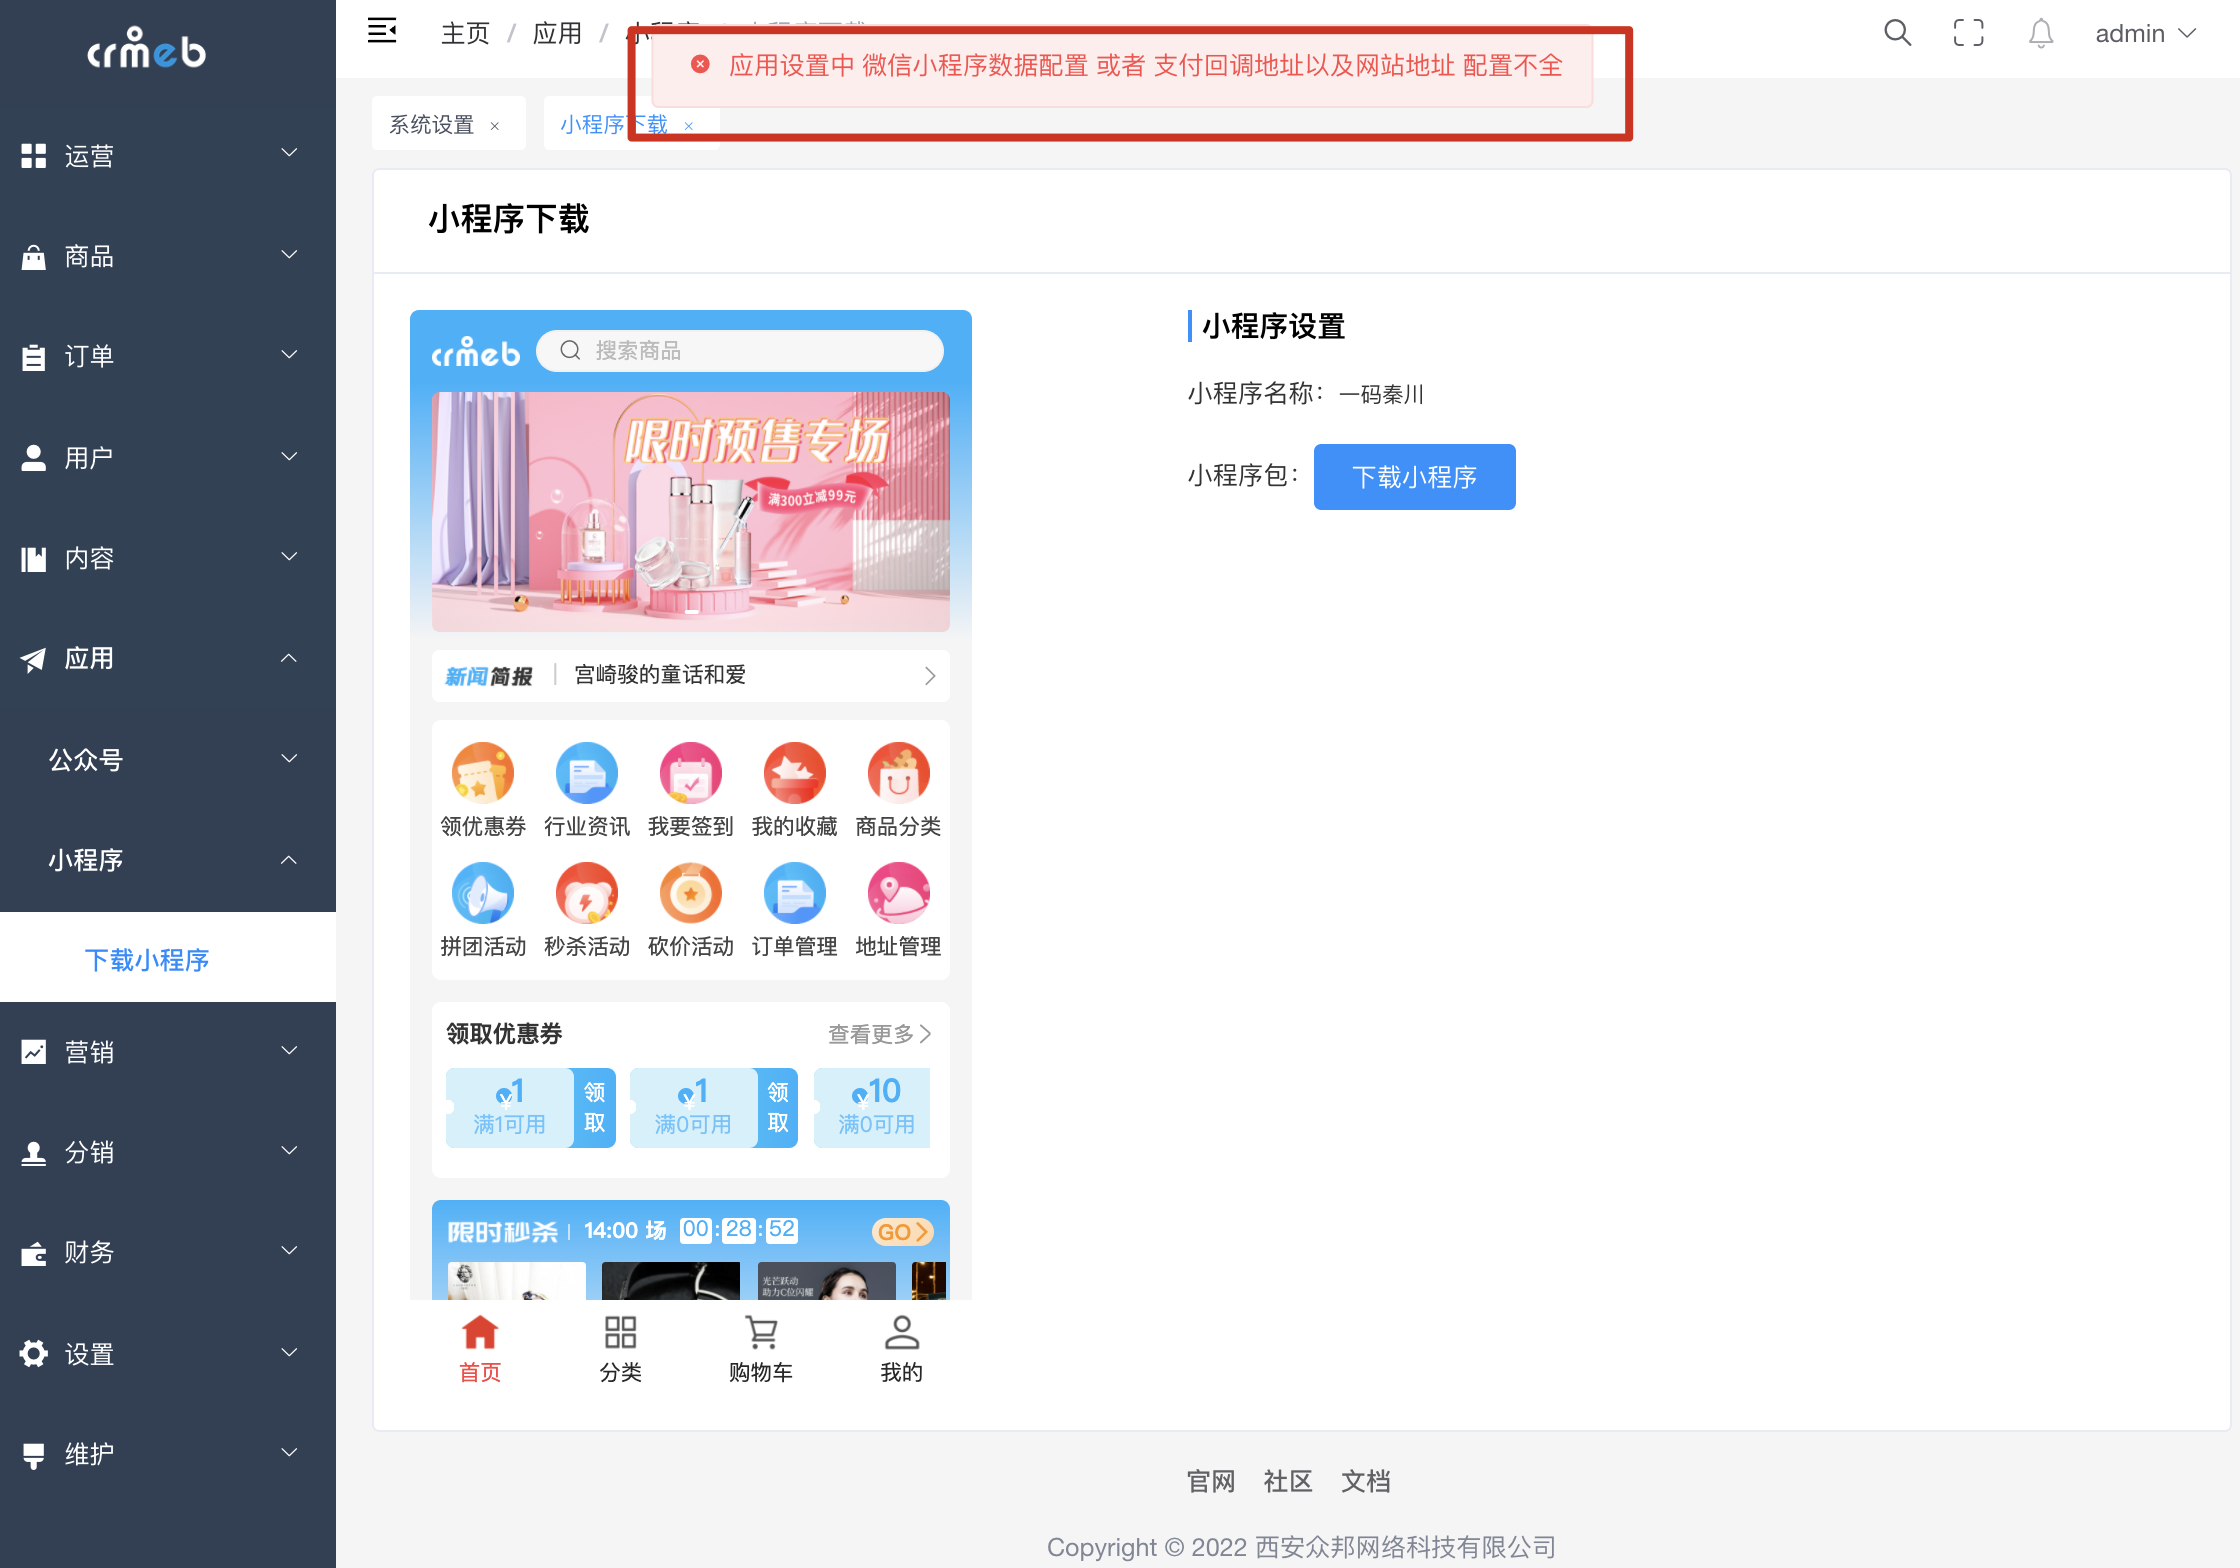 crmeb
主页 / 应用 / 小程序
admin
应用设置中 微信小程序数据配置 或者 支付回调地址以及网站地址 配置不全
系统设置 ×
小程序下载 ×
运营
商品
订单
用户
内容
应用
公众号
小程序
下载小程序
营销
分销
财务
设置
维护
小程序下载
crmeb
搜索商品
限时预售专场
满300立减99元
新闻简报
宫崎骏的童话和爱
领优惠券 行业资讯 我要签到 我的收藏 商品分类
拼团活动 秒杀活动 砍价活动 订单管理 地址管理
领取优惠券 查看更多
¥1 领取 ¥1 领取 ¥10
满1可用 满0可用 满0可用
限时秒杀 14:00 场 00:28:52 GO
光芒跃动
助力C位闪耀
首页 分类 购物车 我的
小程序设置
小程序名称： 一码秦川
小程序包： 下载小程序
官网 社区 文档
Copyright © 2022 西安众邦网络科技有限公司